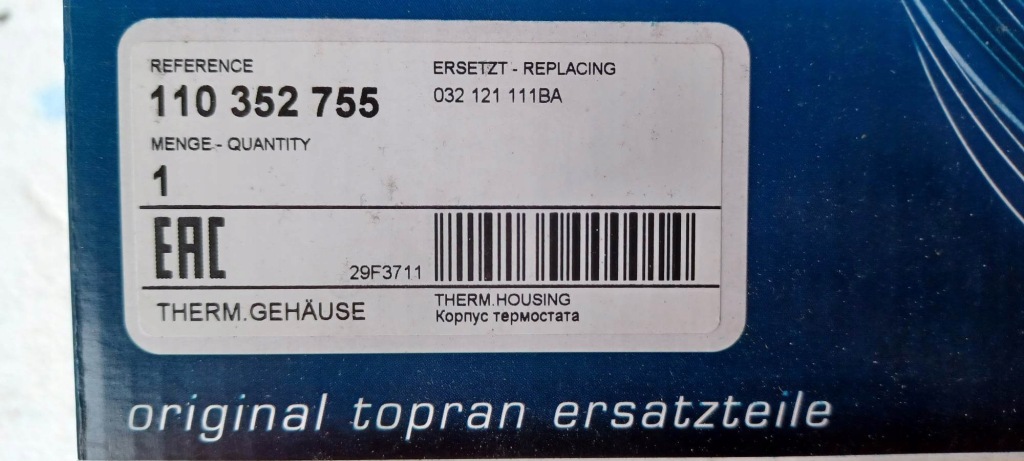 REFERENCE
110 352 755
ERSETZT - REPLACING
032 121 111BA
MENGE - QUANTITY
1
EAC
29F3711
THERM.GEHÄUSE
THERM.HOUSING
Корпус термостата
original topran ersatzteile